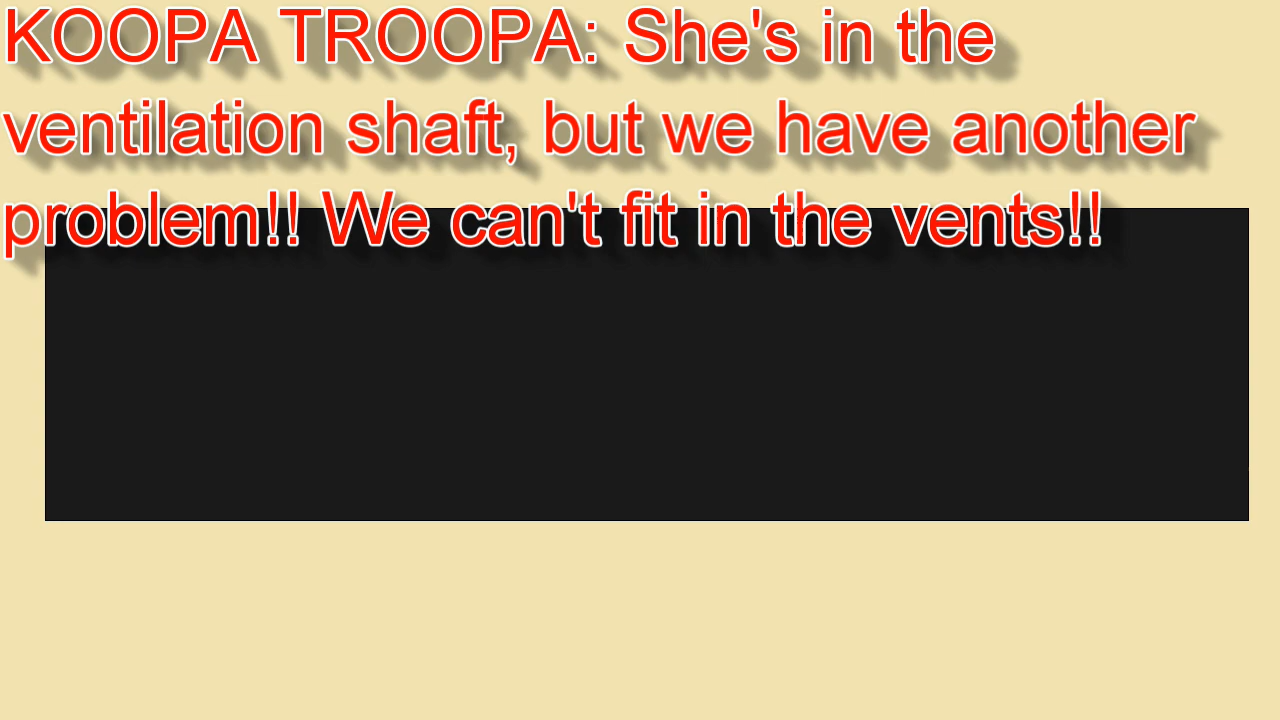 KOOPA TROOPA: She's in the
ventilation shaft, but we have another
problem!! We can't fit in the vents!!